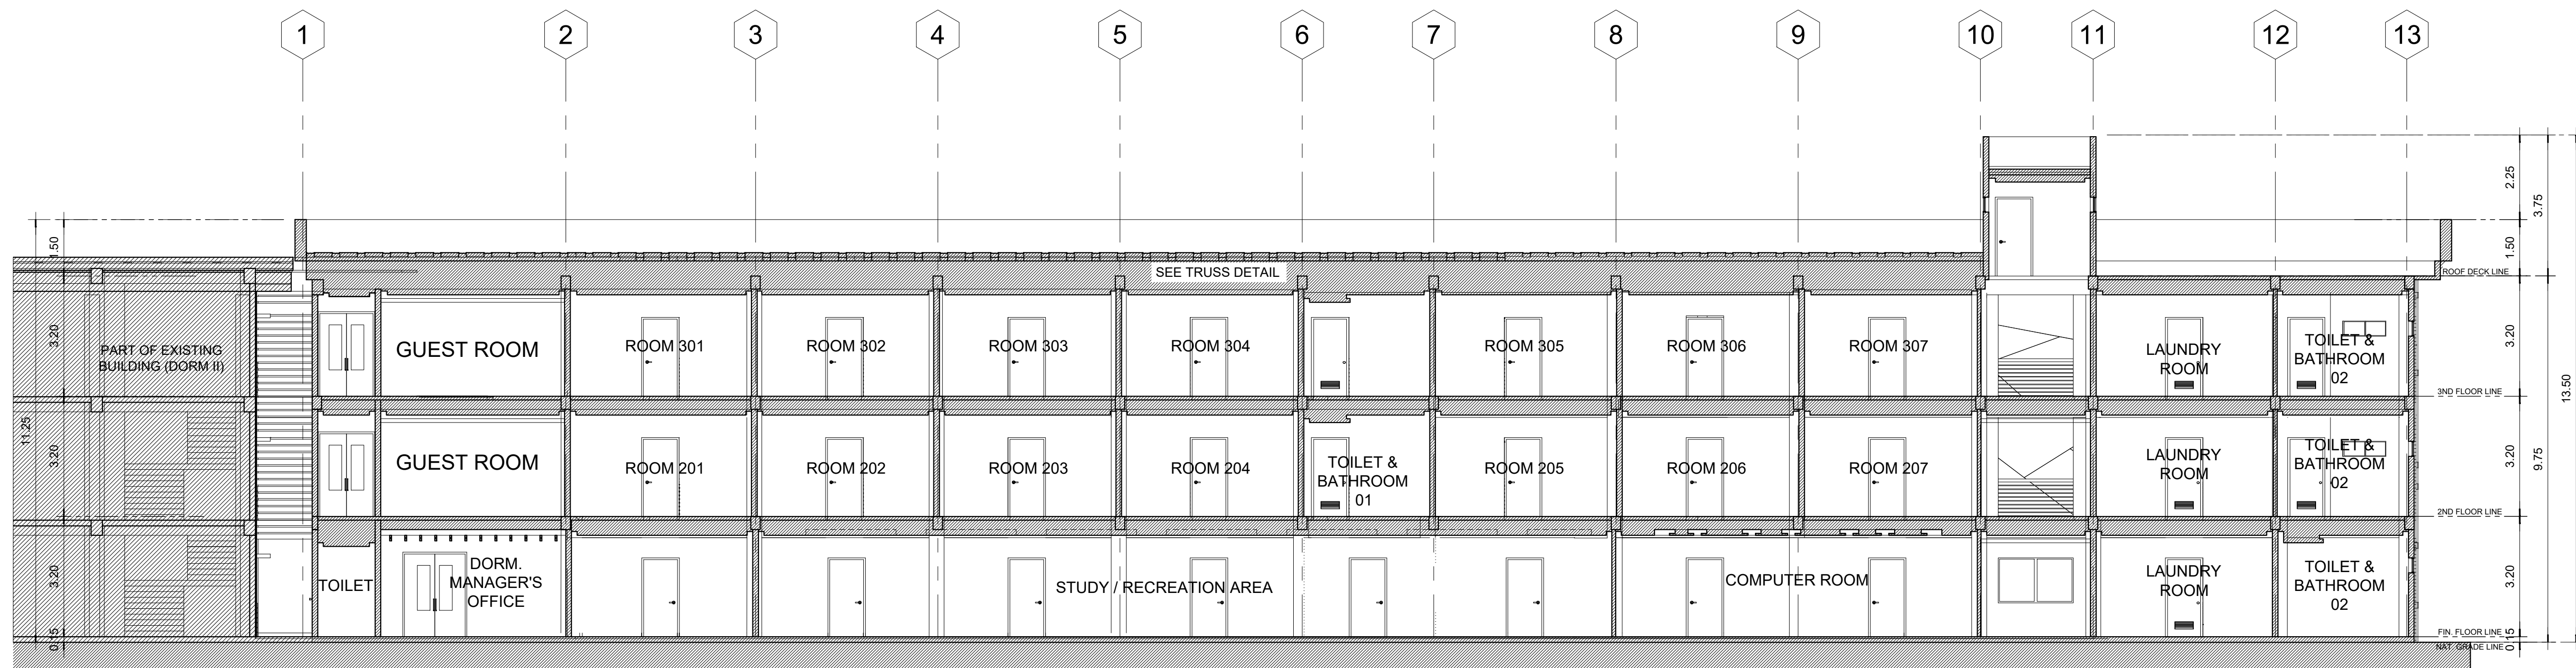 1
2
3
4
5
6
7
8
9
10
11
12
13
2.25
3.75
1.50
1.50
SEE TRUSS DETAIL
ROOF DECK LINE
3.20
PART OF EXISTING
BUILDING (DORM II)
GUEST ROOM
ROOM 301
ROOM 302
ROOM 303
ROOM 304
ROOM 305
ROOM 306
ROOM 307
LAUNDRY
ROOM
TOILET &
BATHROOM
02
3.20
3ND FLOOR LINE
13.50
11.25
3.20
GUEST ROOM
ROOM 201
ROOM 202
ROOM 203
ROOM 204
TOILET &
BATHROOM
01
ROOM 205
ROOM 206
ROOM 207
LAUNDRY
ROOM
TOILET &
BATHROOM
02
3.20
9.75
2ND FLOOR LINE
3.20
TOILET
DORM.
MANAGER'S
OFFICE
STUDY / RECREATION AREA
COMPUTER ROOM
LAUNDRY
ROOM
TOILET &
BATHROOM
02
3.20
0.15
FIN. FLOOR LINE
0.15
NAT. GRADE LINE